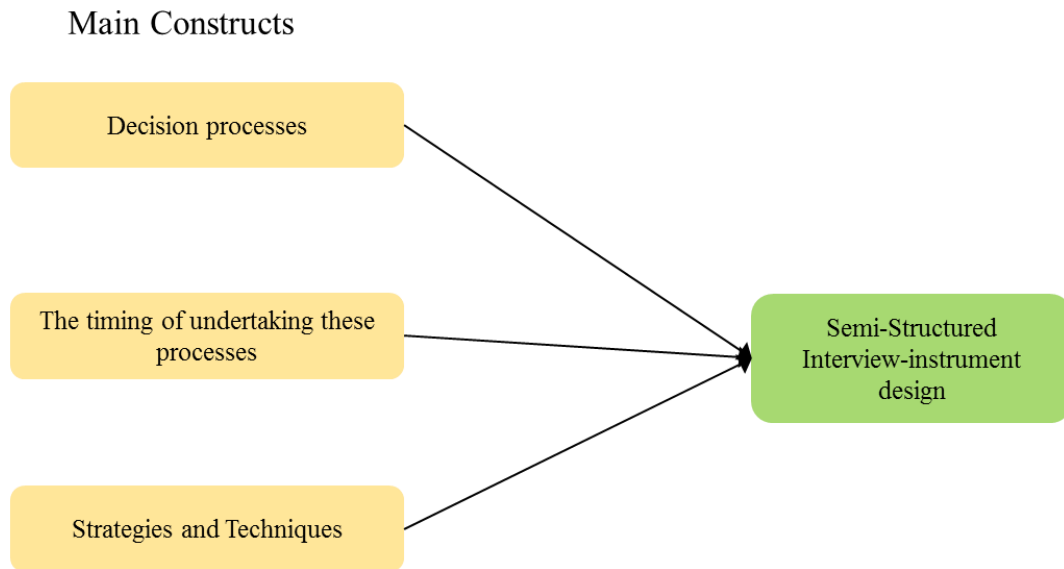 Main Constructs
Decision processes
The timing of undertaking these
processes
Strategies and Techniques
Semi-Structured
Interview-instrument
design